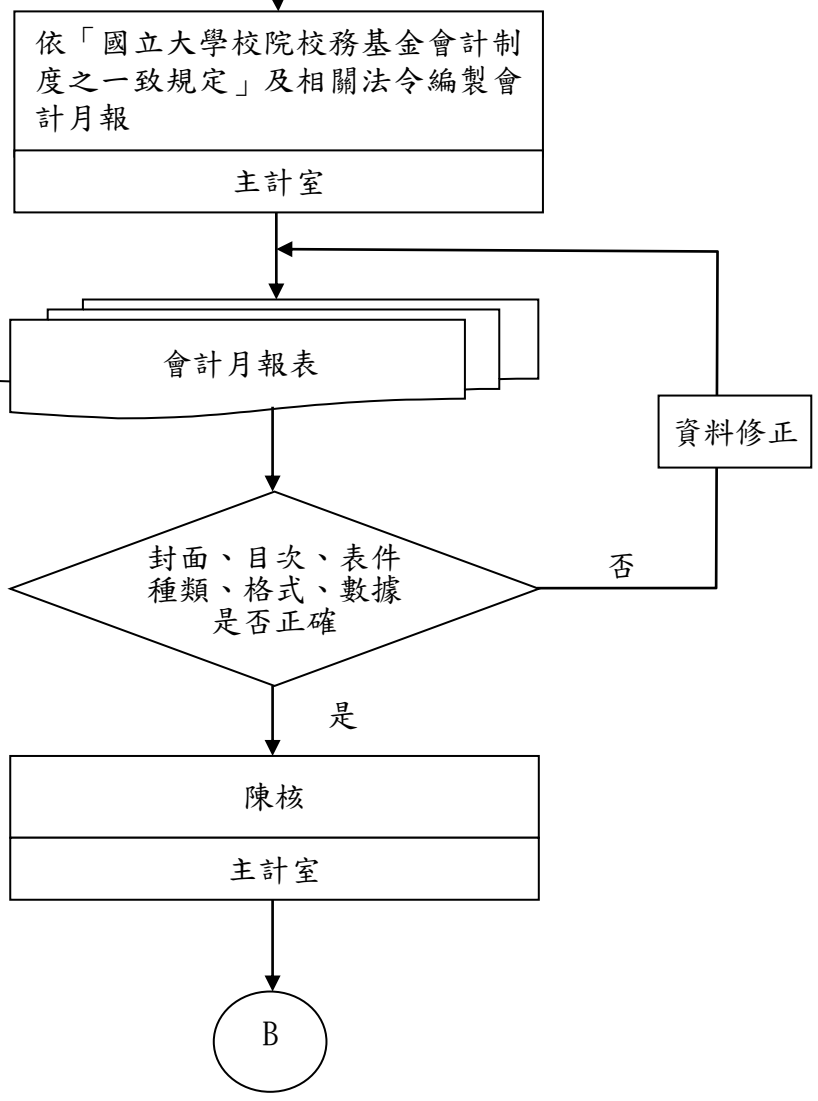 依「國立大學校院校務基金會計制
度之一致規定」及相關法令編製會
計月報
主計室
會計月報表
資料修正
封面、目次、表件
種類、格式、數據
是否正確
否
是
陳核
主計室
B